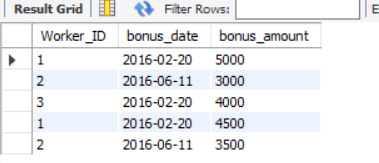 Result Grid Filter Rows: E
Worker_ID bonus_date bonus_amount
1 2016-02-20 5000
2 2016-06-11 3000
3 2016-02-20 4000
1 2016-02-20 4500
2 2016-06-11 3500